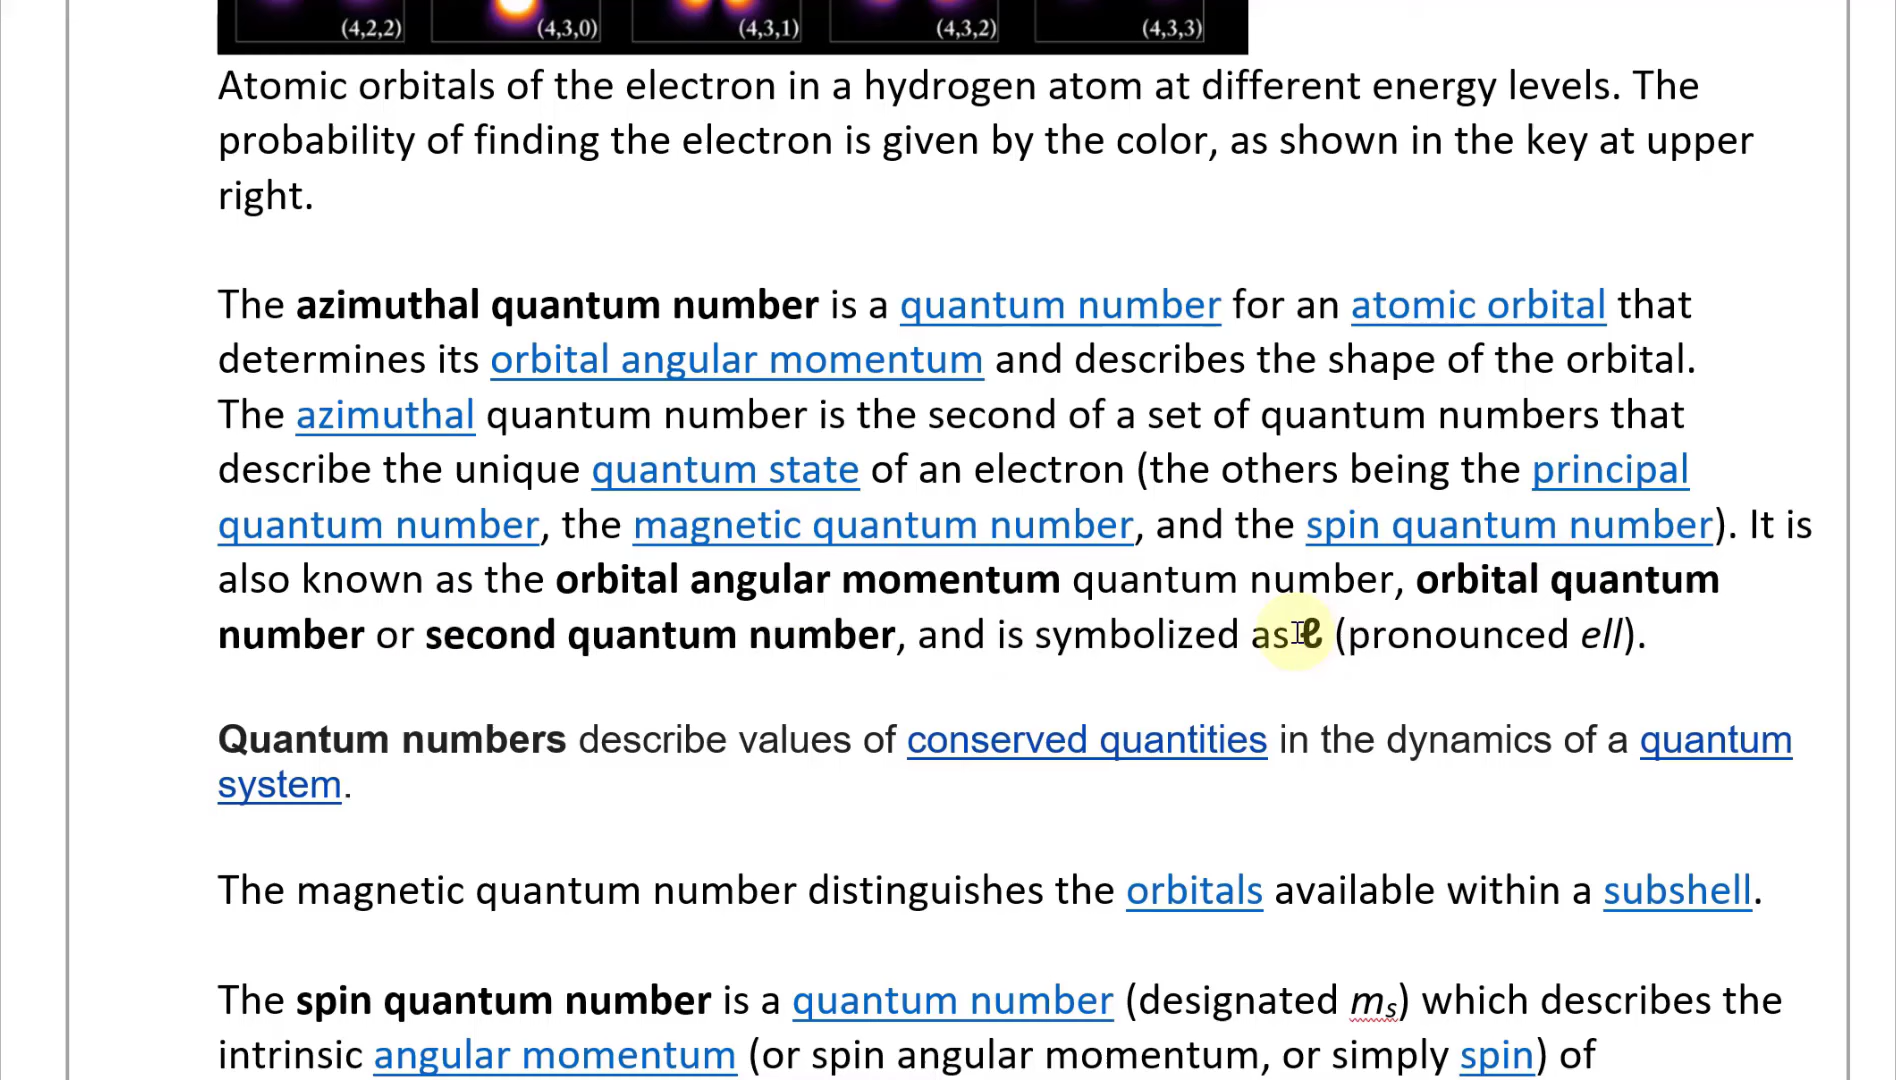 (4,2,2) (4,3,0) (4,3,1) (4,3,2) (4,3,3)
Atomic orbitals of the electron in a hydrogen atom at different energy levels. The
probability of finding the electron is given by the color, as shown in the key at upper
right.
The azimuthal quantum number is a quantum number for an atomic orbital that
determines its orbital angular momentum and describes the shape of the orbital.
The azimuthal quantum number is the second of a set of quantum numbers that
describe the unique quantum state of an electron (the others being the principal
quantum number, the magnetic quantum number, and the spin quantum number). It is
also known as the orbital angular momentum quantum number, orbital quantum
number or second quantum number, and is symbolized as ℓ (pronounced ell).
Quantum numbers describe values of conserved quantities in the dynamics of a quantum
system.
The magnetic quantum number distinguishes the orbitals available within a subshell.
The spin quantum number is a quantum number (designated ms) which describes the
intrinsic angular momentum (or spin angular momentum, or simply spin) of